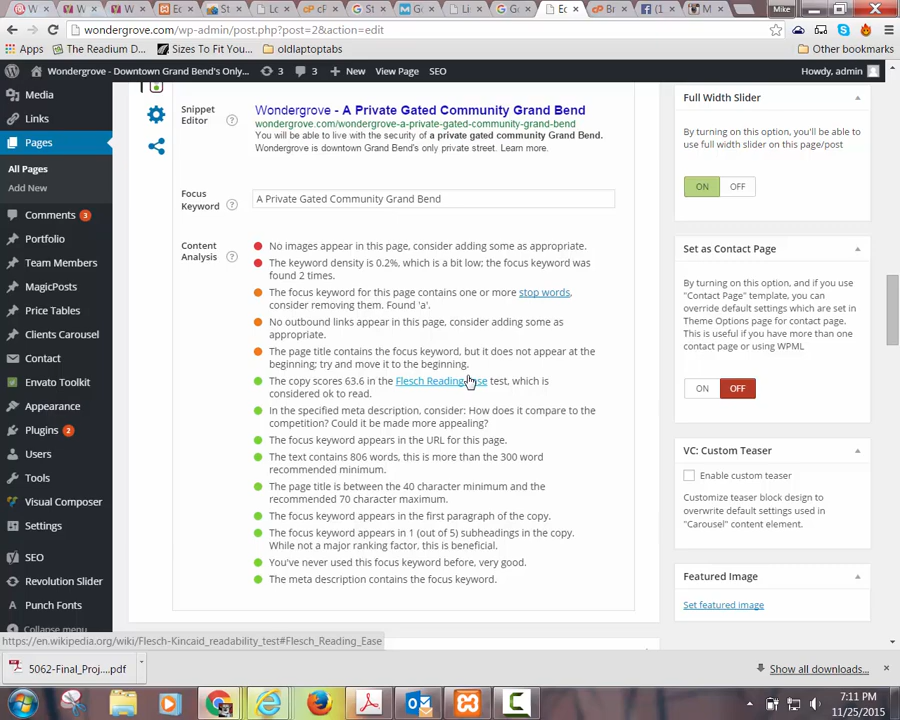 Mike
wondergrove.com/wp-admin/post.php?post=2&action=edit
Apps
The Readium D...
Sizes To Fit You...
oldlaptoptabs
Other bookmarks
Wondergrove - Downtown Grand Bend's Only...
3
3
New
View Page
SEO
Howdy, admin
Media
Links
Pages
All Pages
Add New
Comments 3
Portfolio
Team Members
MagicPosts
Price Tables
Clients Carousel
Contact
Envato Toolkit
Appearance
Plugins 2
Users
Tools
Visual Composer
Settings
SEO
Revolution Slider
Punch Fonts
Collapse menu
Snippet
Editor
?
Wondergrove - A Private Gated Community Grand Bend
wondergrove.com/wondergrove-a-private-gated-community-grand-bend
You will be able to live with the security of a private gated community Grand Bend.
Wondergrove is downtown Grand Bend's only private street. Learn more.
Focus
Keyword
?
A Private Gated Community Grand Bend
Content
Analysis
?
No images appear in this page, consider adding some as appropriate.
The keyword density is 0.2%, which is a bit low; the focus keyword was
found 2 times.
The focus keyword for this page contains one or more stop words,
consider removing them. Found 'a'.
No outbound links appear in this page, consider adding some as
appropriate.
The page title contains the focus keyword, but it does not appear at the
beginning; try and move it to the beginning.
The copy scores 63.6 in the Flesch Reading Ease test, which is
considered ok to read.
In the specified meta description, consider: How does it compare to the
competition? Could it be made more appealing?
The focus keyword appears in the URL for this page.
The text contains 806 words, this is more than the 300 word
recommended minimum.
The page title is between the 40 character minimum and the
recommended 70 character maximum.
The focus keyword appears in the first paragraph of the copy.
The focus keyword appears in 1 (out of 5) subheadings in the copy.
While not a major ranking factor, this is beneficial.
You've never used this focus keyword before, very good.
The meta description contains the focus keyword.
Full Width Slider
By turning on this option, you'll be able to
use full width slider on this page/post
ON OFF
Set as Contact Page
By turning on this option, and if you use
"Contact Page" template, you can
override default settings which are set in
Theme Options page for contact page.
This is useful if you have more than one
contact page or using WPML
ON OFF
VC: Custom Teaser
Enable custom teaser
Customize teaser block design to
overwrite default settings used in
"Carousel" content element.
Featured Image
Set featured image
https://en.wikipedia.org/wiki/Flesch-Kincaid_readability_test#Flesch_Reading_Ease
5062-Final_Proj....pdf
Show all downloads...
7:11 PM
11/25/2015